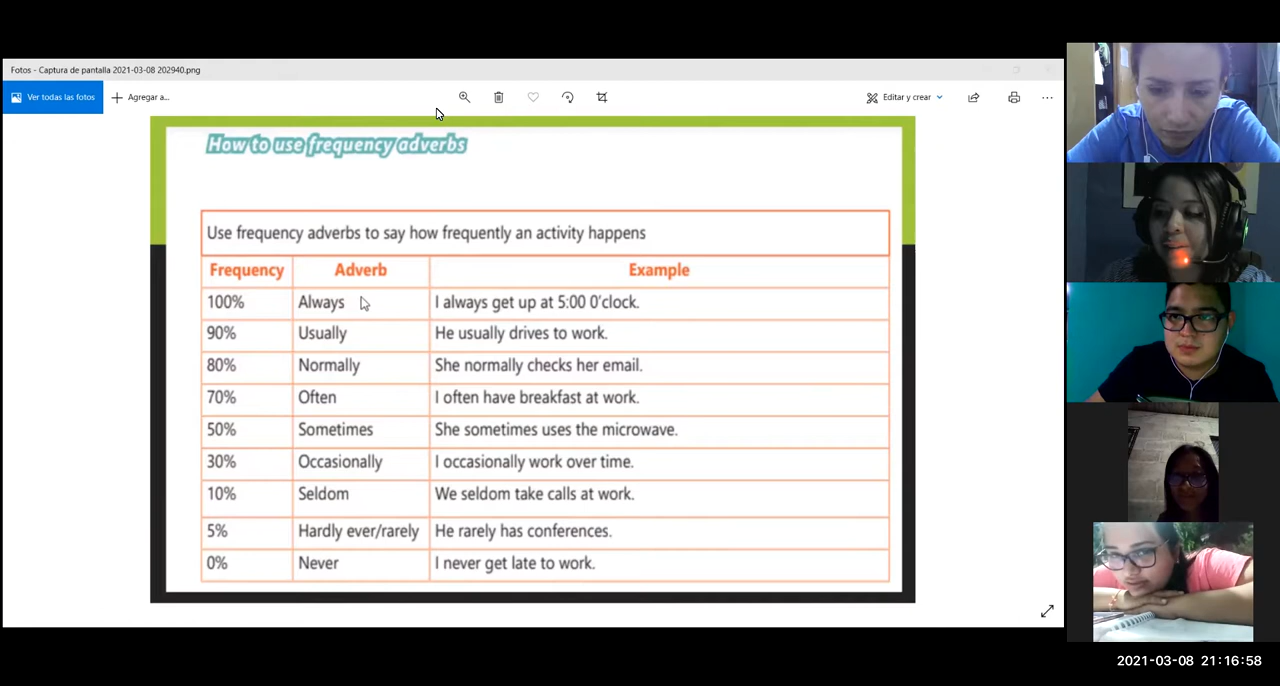 Fotos - Captura de pantalla 2021-03-08 202940.png
Ver todas las fotos
Agregar a...
Editar y crear
How to use frequency adverbs
Use frequency adverbs to say how frequently an activity happens
Frequency Adverb Example
100% Always I always get up at 5:00 0'clock.
90% Usually He usually drives to work.
80% Normally She normally checks her email.
70% Often I often have breakfast at work.
50% Sometimes She sometimes uses the microwave.
30% Occasionally I occasionally work over time.
10% Seldom We seldom take calls at work.
5% Hardly ever/rarely He rarely has conferences.
0% Never I never get late to work.
2021-03-08 21:16:58